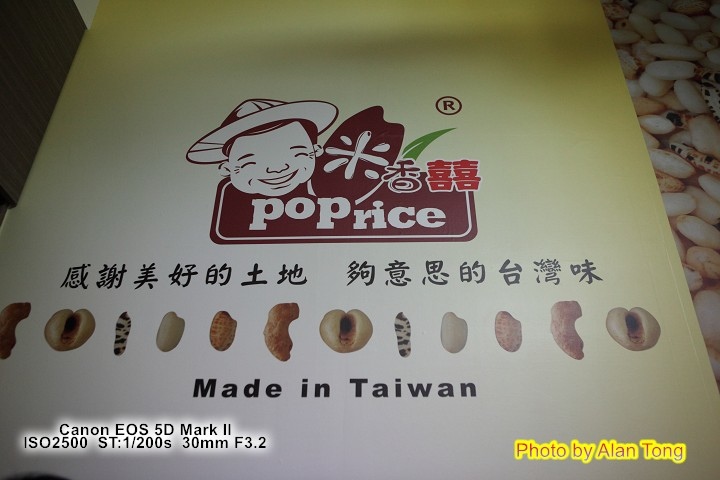 ®
米香囍
poprice
感謝美好的土地 夠意思的台灣味
Made in Taiwan
Canon EOS 5D Mark II
ISO2500 ST:1/200s 30mm F3.2
Photo by Alan Tong